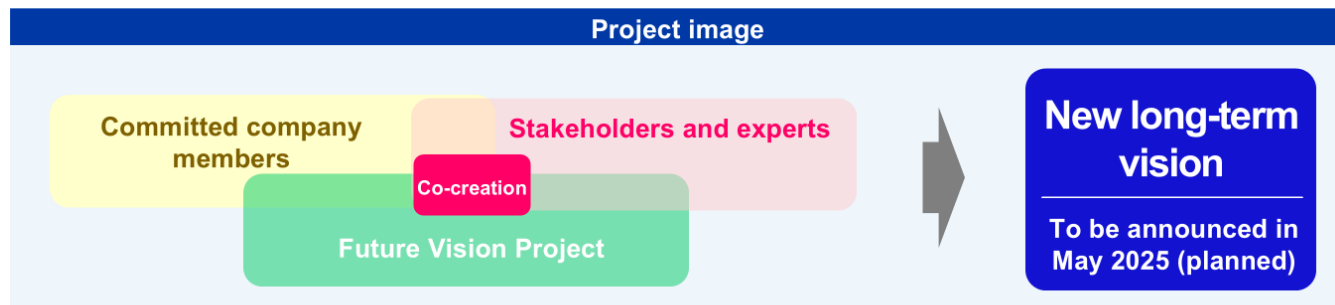 Project image
Committed company
members
Stakeholders and experts
Co-creation
Future Vision Project
New long-term
vision
To be announced in
May 2025 (planned)